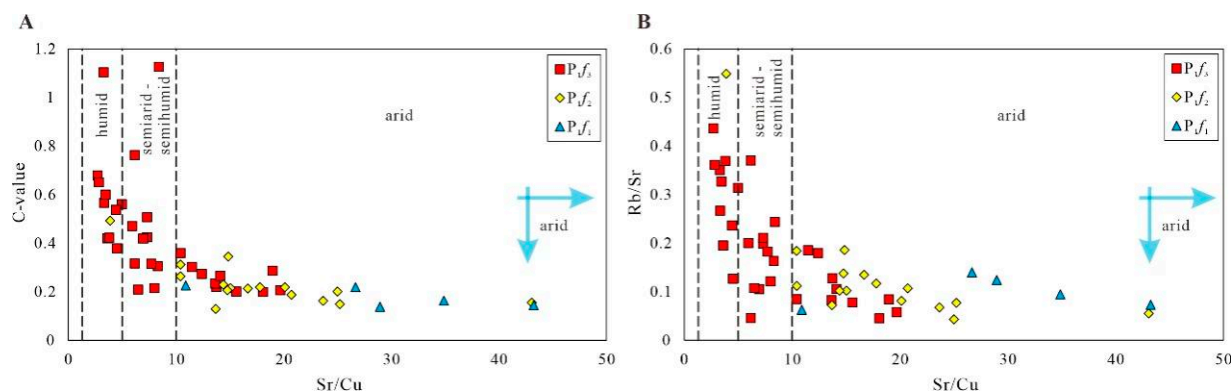 A
C-value
1.2
1
0.8
0.6
0.4
0.2
0
0 10 20 30 40 50
Sr/Cu
humid
semiarid -
semihumid
arid
P₁f₃
P₁f₂
P₁f₁
arid
B
Rb/Sr
0.6
0.5
0.4
0.3
0.2
0.1
0
0 10 20 30 40 50
Sr/Cu
humid
semiarid -
semihumid
arid
P₁f₃
P₁f₂
P₁f₁
arid